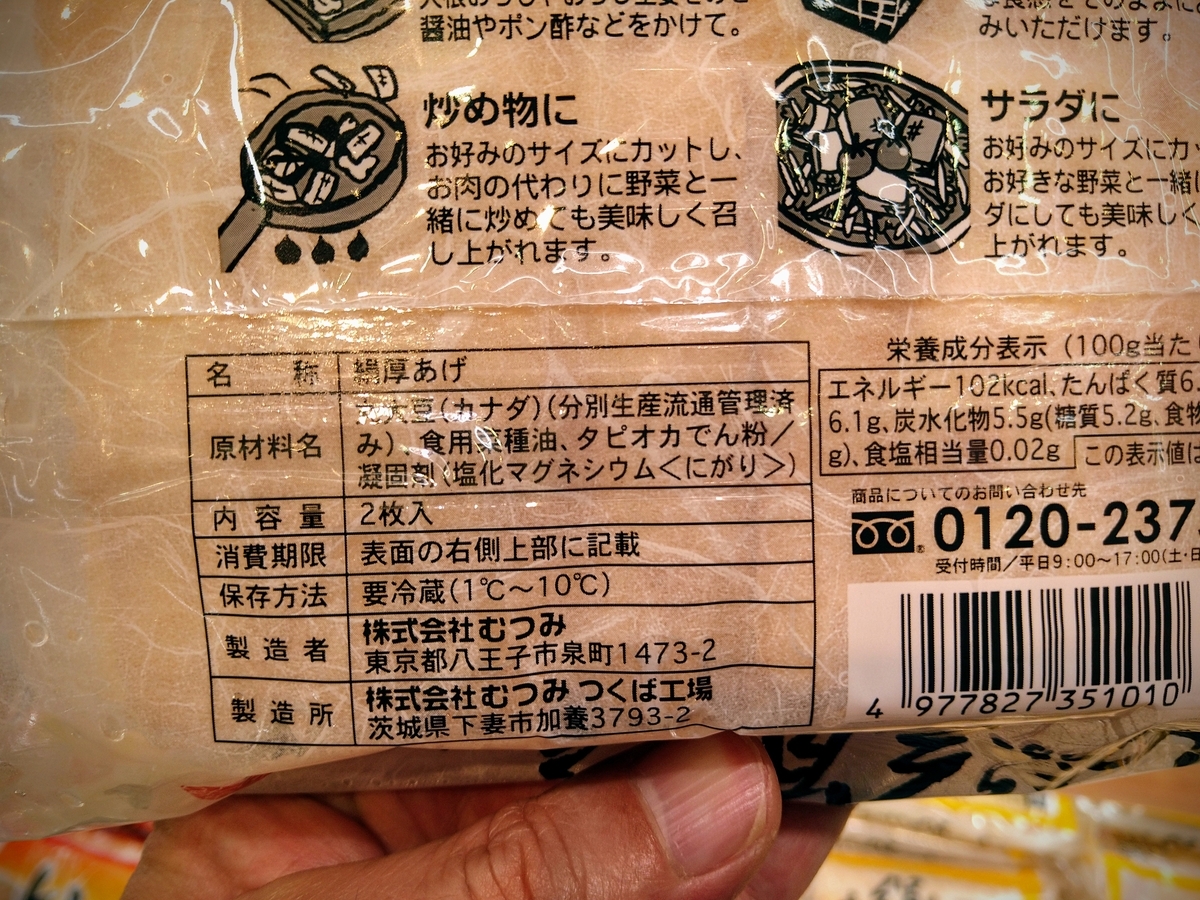 醤油やポン酢などをかけて。
みいただけます。
炒め物に
お好みのサイズにカットし、
お肉の代わりに野菜と一
緒に炒めても美味しく召
し上がれます。
サラダに
お好みのサイズにカッ
お好きな野菜と一緒に
ダにしても美味しく
上がれます。
名称 絹厚あげ
原材料名 丸大豆(カナダ)(分別生産流通管理済
み)、食用菜種油、タピオカでん粉/
凝固剤(塩化マグネシウム<にがり>)
内容量 2枚入
消費期限 表面の右側上部に記載
保存方法 要冷蔵(1℃~10℃)
製造者 株式会社むつみ
東京都八王子市泉町1473-2
製造所 株式会社むつみ つくば工場
茨城県下妻市加養3793-2
栄養成分表示(100g当たり
エネルギー102kcal、たんぱく質6.
6.1g、炭水化物5.5g(糖質5.2g、食物
g)、食塩相当量0.02g
この表示値は
商品についてのお問い合わせ先
0120-237
受付時間/平日9:00~17:00(土・日
4 977827 351010